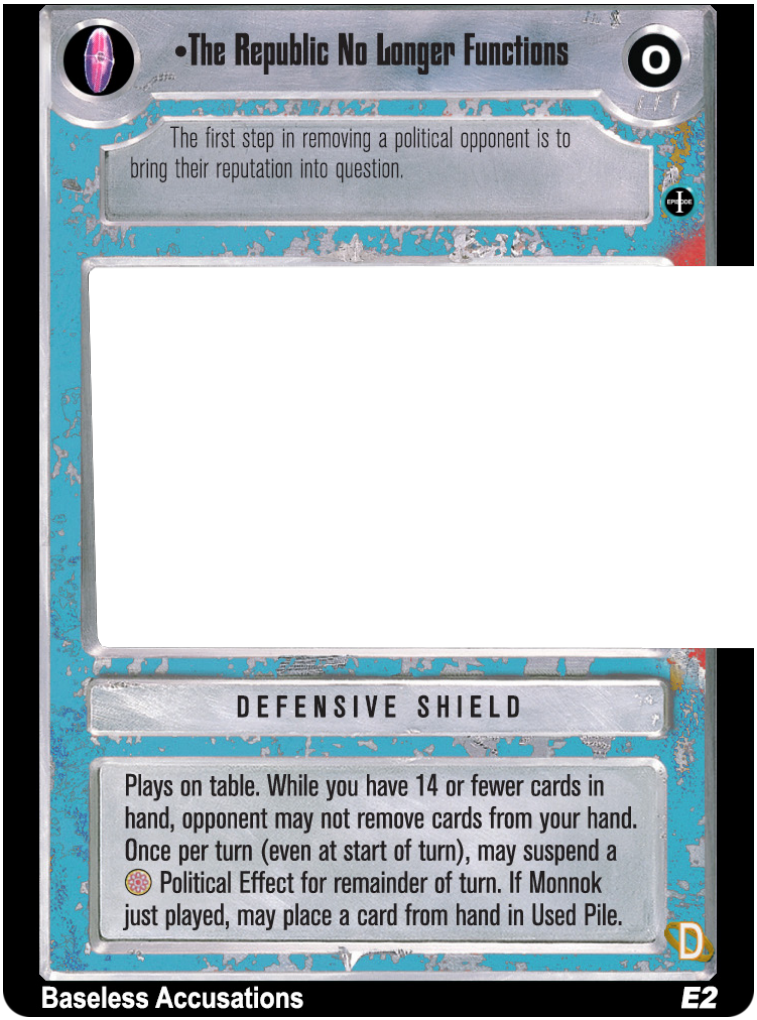 •The Republic No Longer Functions
O
The first step in removing a political opponent is to
bring their reputation into question.
EPISODE I
DEFENSIVE SHIELD
Plays on table. While you have 14 or fewer cards in
hand, opponent may not remove cards from your hand.
Once per turn (even at start of turn), may suspend a
Political Effect for remainder of turn. If Monnok
just played, may place a card from hand in Used Pile.
D
Baseless Accusations
E2